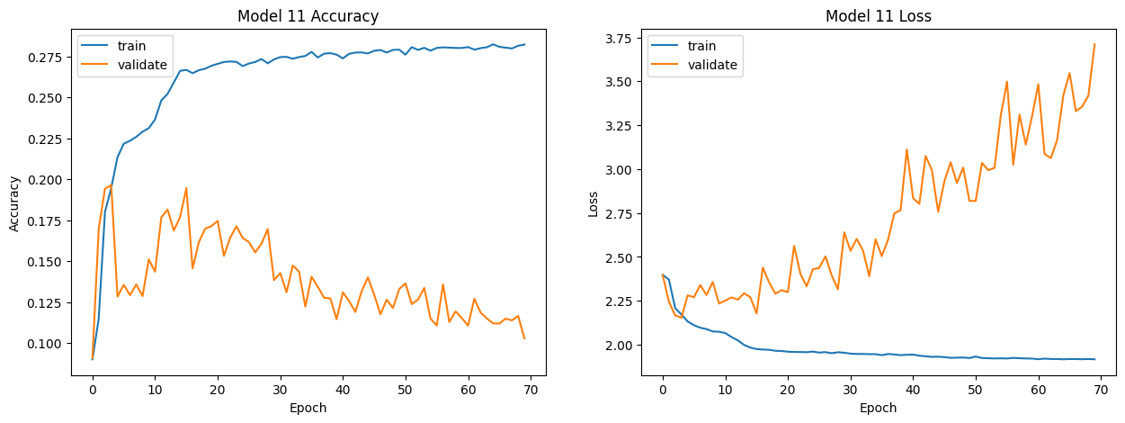 Model 11 Accuracy
train
validate
0.275
0.250
0.225
0.200
0.175
0.150
0.125
0.100
Accuracy
0 10 20 30 40 50 60 70
Epoch
Model 11 Loss
train
validate
3.75
3.50
3.25
3.00
2.75
2.50
2.25
2.00
Loss
0 10 20 30 40 50 60 70
Epoch